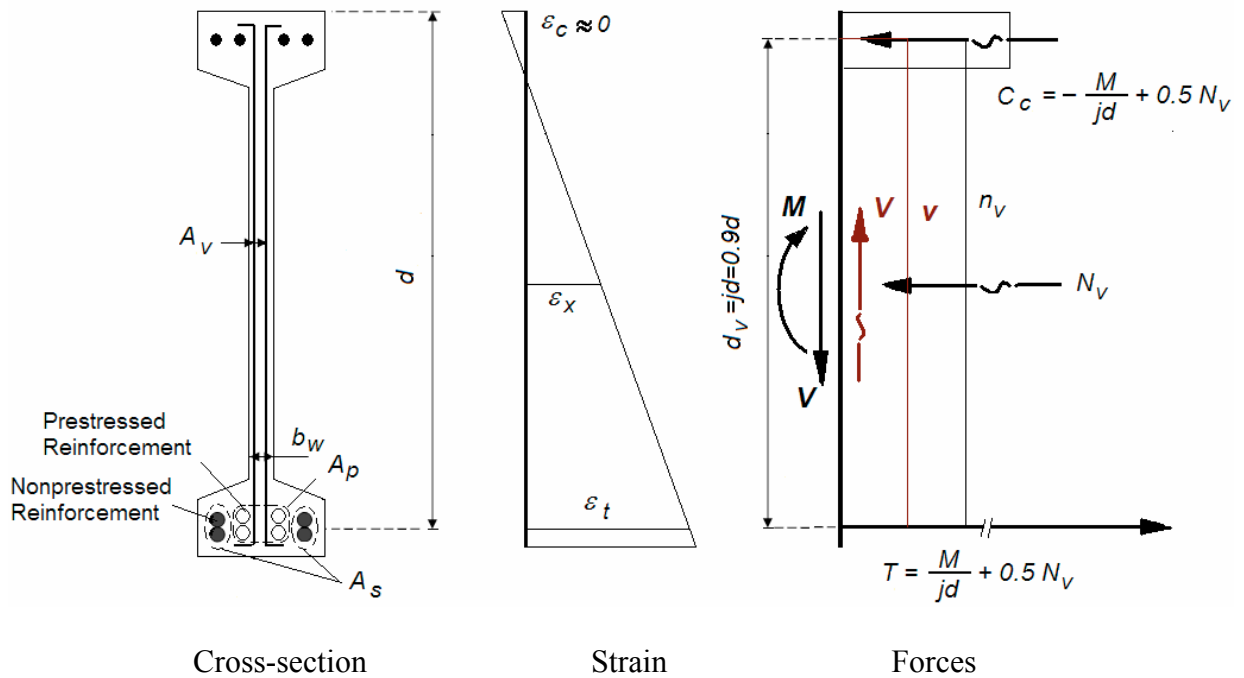 ε_c ≈ 0
C_c = - M/jd + 0.5 N_v
A_v
d
d_v = jd = 0.9d
M
V
v
n_v
N_v
ε_x
V
Prestressed
Reinforcement
b_w
A_p
Nonprestressed
Reinforcement
ε_t
A_s
T = M/jd + 0.5 N_v
Cross-section
Strain
Forces